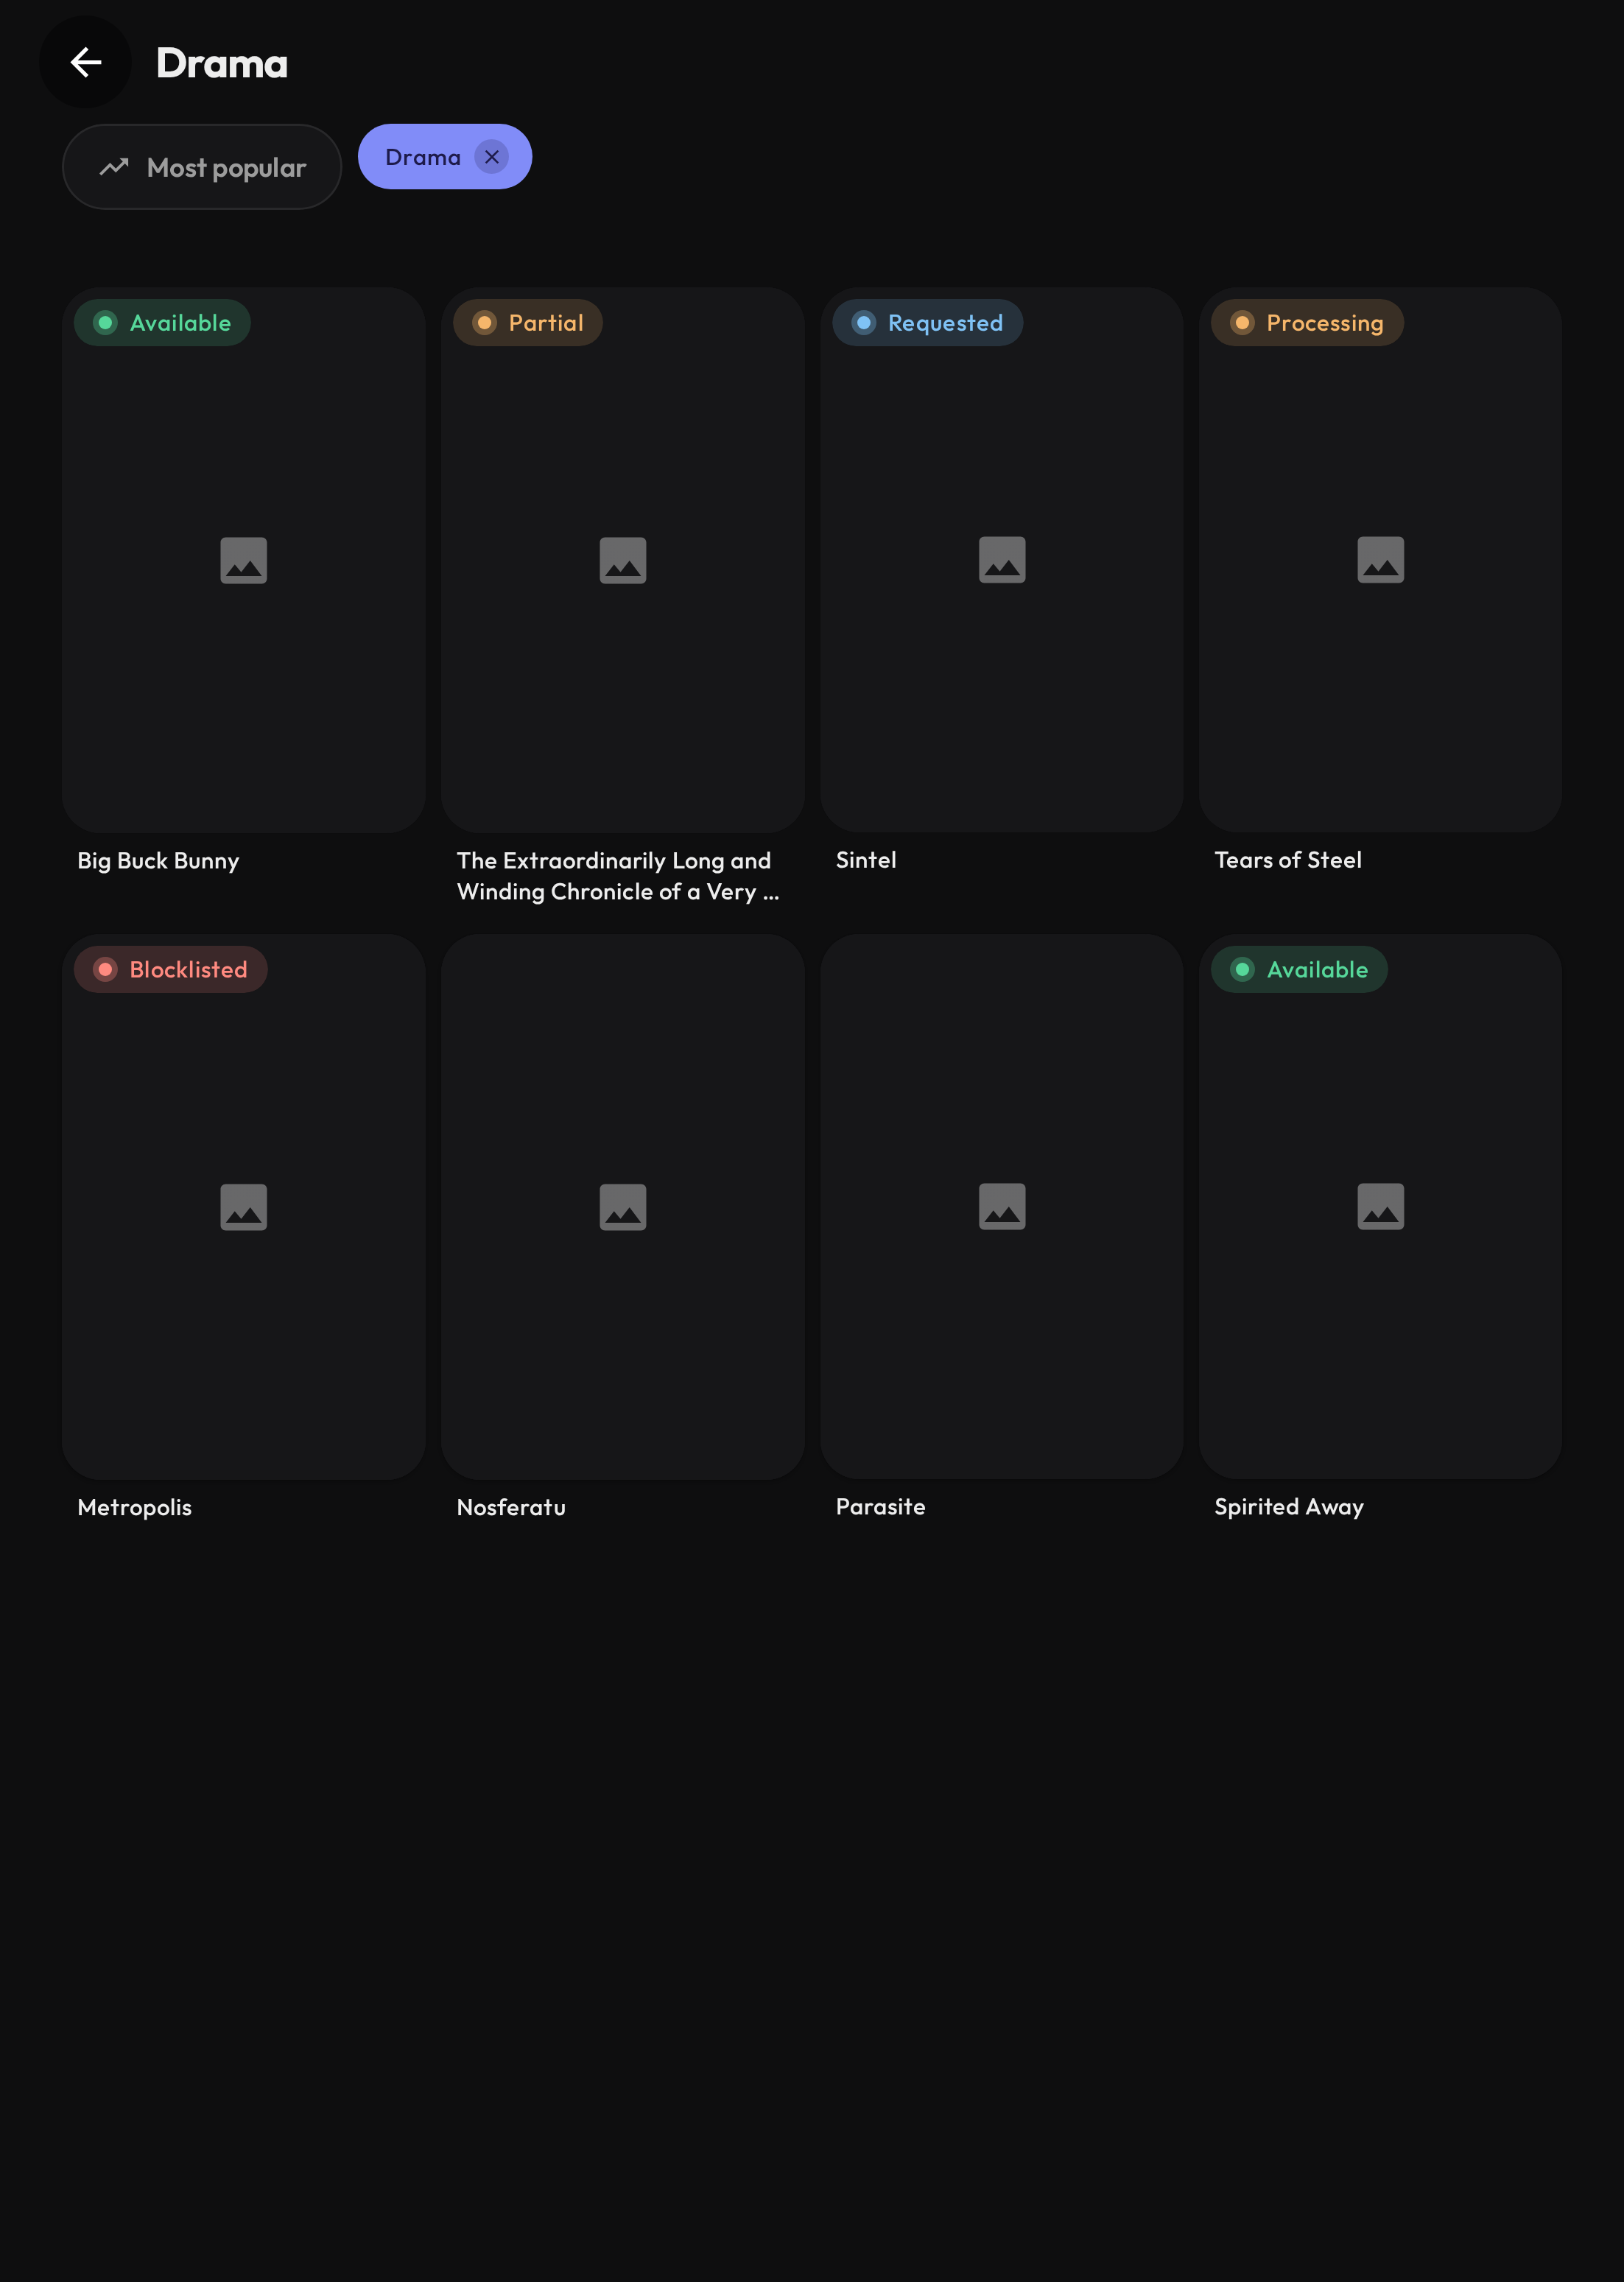 Drama
Most popular
Drama
Available
Partial
Requested
Processing
Big Buck Bunny
The Extraordinarily Long and
Winding Chronicle of a Very ...
Sintel
Tears of Steel
Blocklisted
Available
Metropolis
Nosferatu
Parasite
Spirited Away